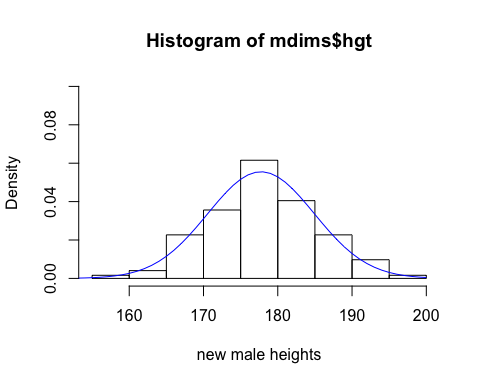 Histogram of mdims$hgt
Density
0.08
0.04
0.00
160 170 180 190 200
new male heights